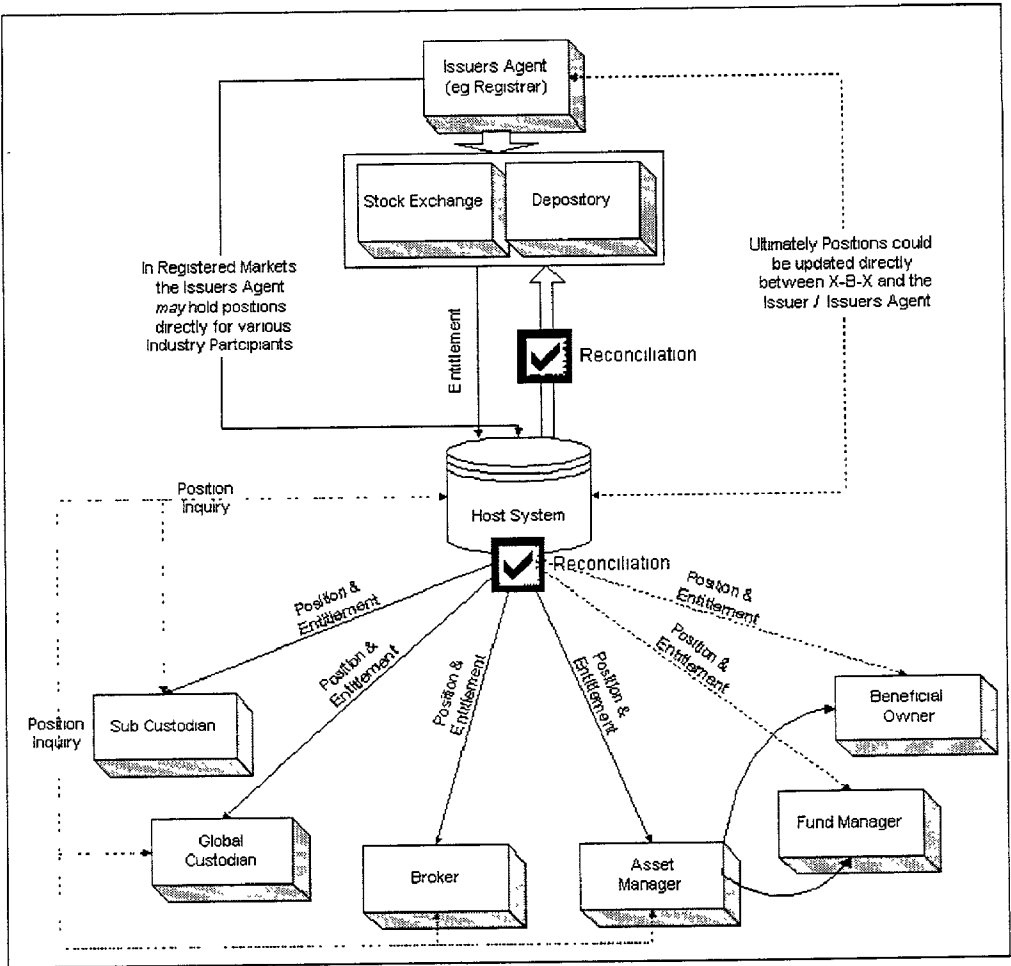 Issuers Agent
(eg Registrar)
Stock Exchange
Depository
In Registered Markets
the Issuers Agent
may hold positions
directly for various
Industry Partcipiants
Ultimately Positions could
be updated directly
between X-B-X and the
Issuer / Issuers Agent
Entitlement
Reconciliation
Position
Inquiry
Host System
Reconciliation
Position &
Entitlement
Position &
Entitlement
Position &
Entitlement
Position &
Entitlement
Position &
Entitlement
Position &
Entitlement
Position
Inquiry
Sub Custodian
Beneficial
Owner
Global
Custodian
Broker
Asset
Manager
Fund Manager